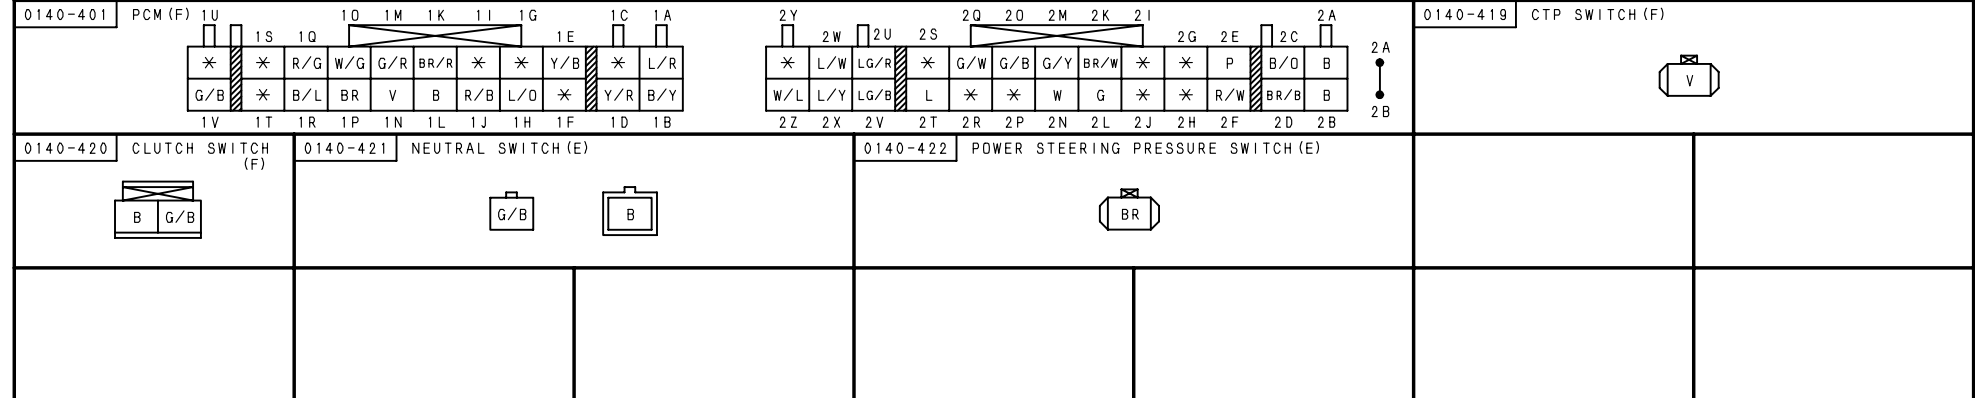 0140-401 PCM(F) 1U 1O 1M 1K 1I 1G 1C 1A 2Y 2Q 2O 2M 2K 2I 2A 0140-419 CTP SWITCH(F)
1S 1Q 1E 2W 2U 2S 2G 2E 2C
* * R/G W/G G/R BR/R * * Y/B * L/R * L/W LG/R * G/W G/B G/Y BR/W * * P B/O B 2A
G/B * B/L BR V B R/B L/O * Y/R B/Y W/L L/Y LG/B L * * W G * * R/W BR/B B 2B V
1V 1T 1R 1P 1N 1L 1J 1H 1F 1D 1B 2Z 2X 2V 2T 2R 2P 2N 2L 2J 2H 2F 2D 2B
0140-420 CLUTCH SWITCH 0140-421 NEUTRAL SWITCH(E) 0140-422 POWER STEERING PRESSURE SWITCH(E)
(F)
B G/B G/B B BR